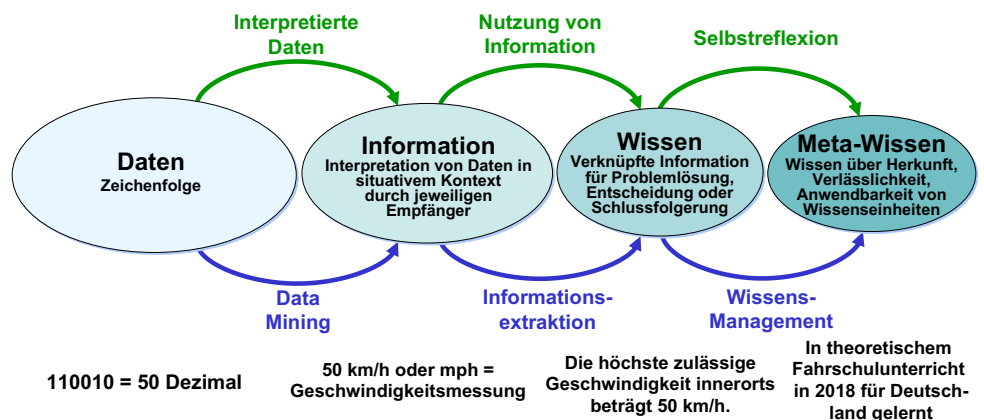 Interpretierte
Daten
Nutzung von
Information
Selbstreflexion
Daten
Zeichenfolge
Information
Interpretation von Daten in
situativem Kontext
durch jeweiligen
Empfänger
Wissen
Verknüpfte Information
für Problemlösung,
Entscheidung oder
Schlussfolgerung
Meta-Wissen
Wissen über Herkunft,
Verlässlichkeit,
Anwendbarkeit von
Wissenseinheiten
Data
Mining
Informations-
extraktion
Wissens-
Management
110010 = 50 Dezimal
50 km/h oder mph =
Geschwindigkeitsmessung
Die höchste zulässige
Geschwindigkeit innerorts
beträgt 50 km/h.
In theoretischem
Fahrschulunterricht
in 2018 für Deutsch-
land gelernt